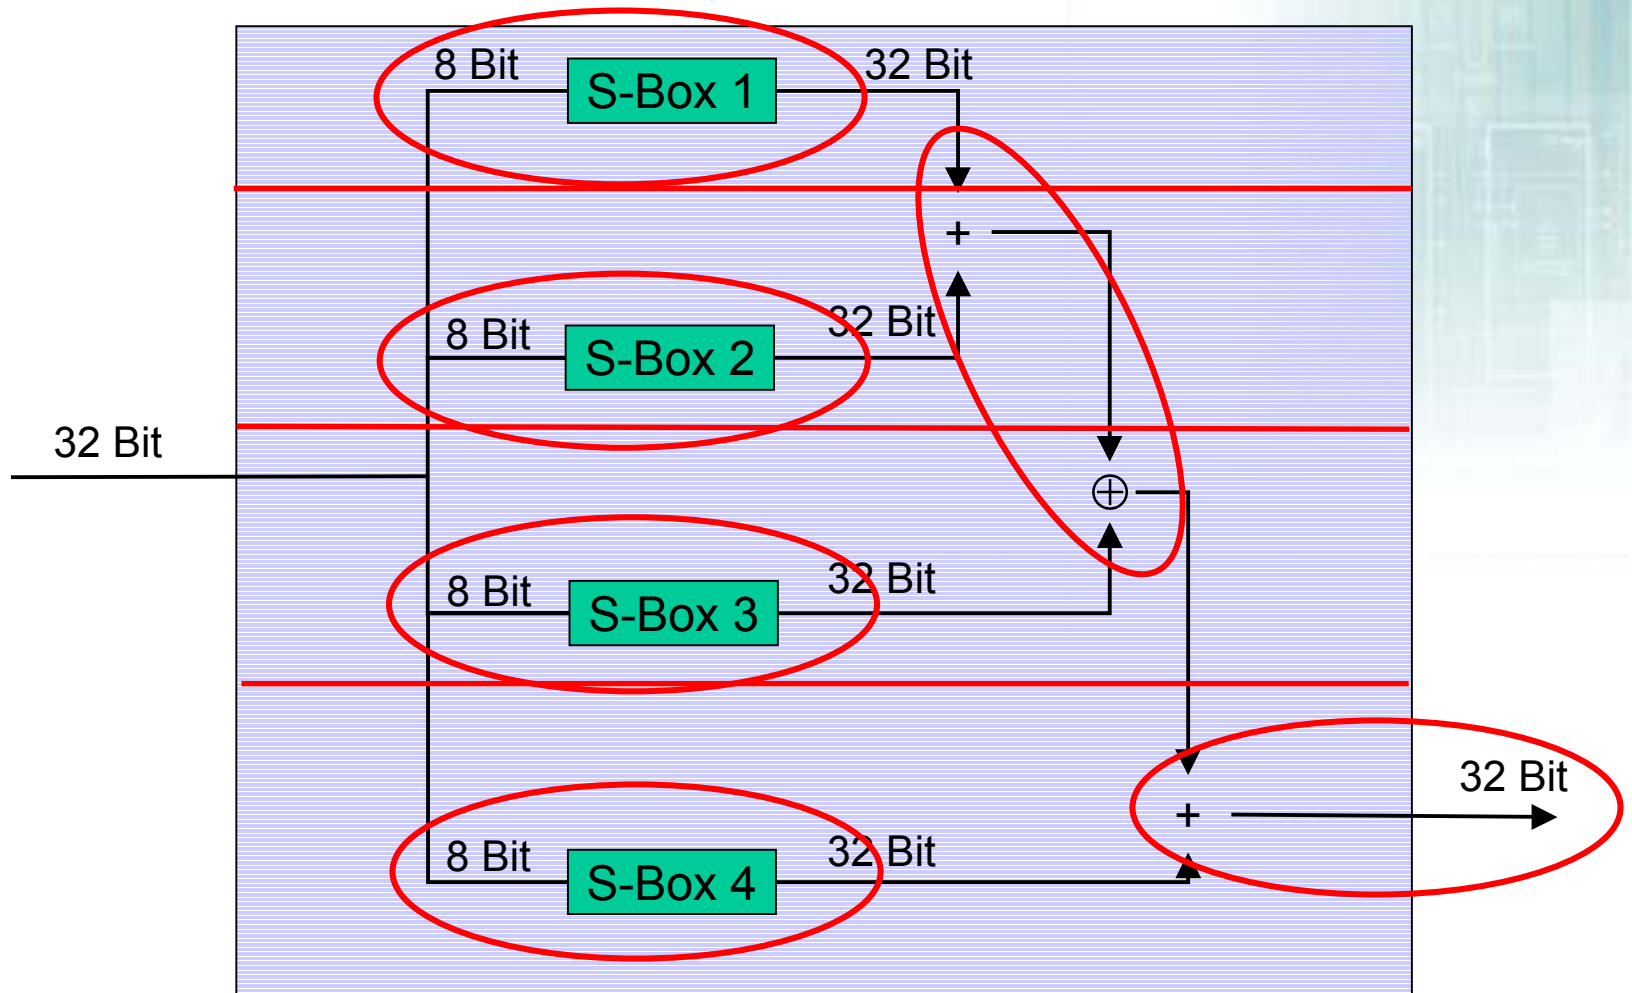 8 Bit
S-Box 1
32 Bit
+
8 Bit
S-Box 2
32 Bit
32 Bit
⊕
8 Bit
S-Box 3
32 Bit
32 Bit
+
8 Bit
S-Box 4
32 Bit